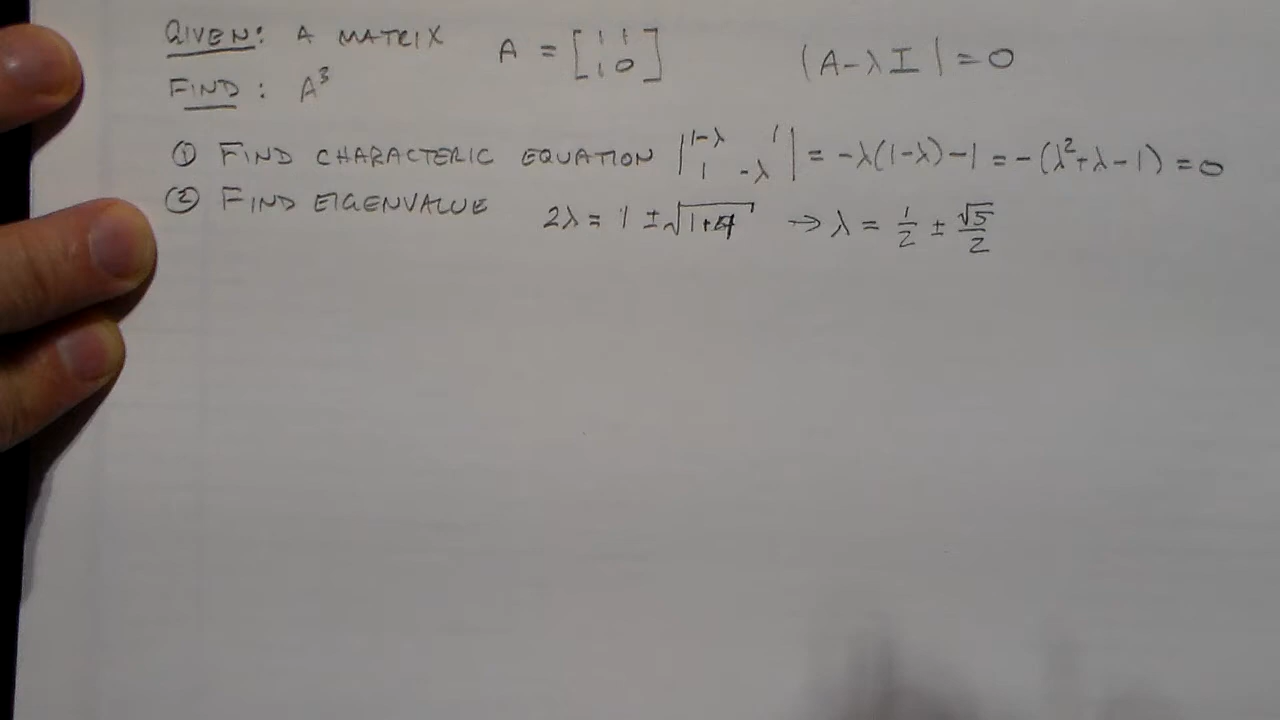 GIVEN: A MATRIX A = [1 1 1 0] |A-λI| = 0
FIND: A³
① FIND CHARACTERIC EQUATION |1-λ 1 1 -λ| = -λ(1-λ)-1 = -(λ²+λ-1) = 0
② FIND EIGENVALUE 2λ = 1 ± √1+4 → λ = 1/2 ± √5/2